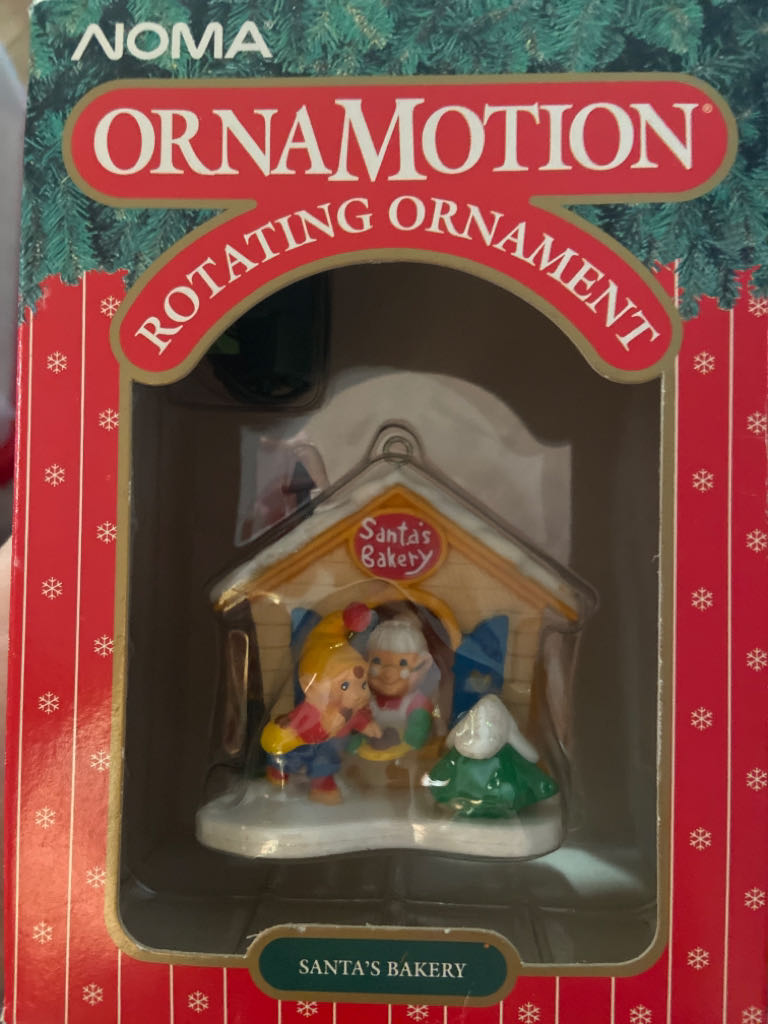 NOMA®
ORNAMOTION®
ROTATING ORNAMENT
Santa's
Bakery
SANTA'S BAKERY